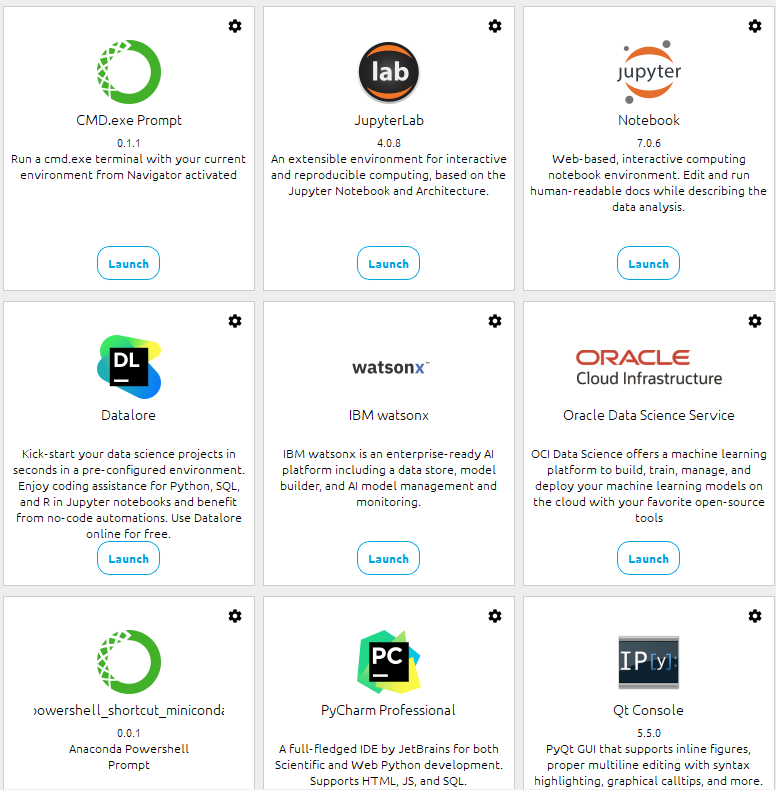 lab
jupyter
CMD.exe Prompt
JupyterLab
Notebook
0.1.1
4.0.8
7.0.6
Run a cmd.exe terminal with your current
environment from Navigator activated
An extensible environment for interactive
and reproducible computing, based on the
Jupyter Notebook and Architecture.
Web-based, interactive computing
notebook environment. Edit and run
human-readable docs while describing the
data analysis.
Launch
Launch
Launch
DL
watsonx™
ORACLE
Cloud Infrastructure
Datalore
IBM watsonx
Oracle Data Science Service
Kick-start your data science projects in
seconds in a pre-configured environment.
Enjoy coding assistance for Python, SQL,
and R in Jupyter notebooks and benefit
from no-code automations. Use Datalore
online for free.
IBM watsonx is an enterprise-ready AI
platform including a data store, model
builder, and AI model management and
monitoring.
OCI Data Science offers a machine learning
platform to build, train, manage, and
deploy your machine learning models on
the cloud with your favorite open-source
tools
Launch
Launch
Launch
PC
IP[y]:
powershell_shortcut_miniconda
PyCharm Professional
Qt Console
0.0.1
5.5.0
Anaconda Powershell
Prompt
A full-fledged IDE by JetBrains for both
Scientific and Web Python development.
Supports HTML, JS, and SQL.
PyQt GUI that supports inline figures,
proper multiline editing with syntax
highlighting, graphical calltips, and more.